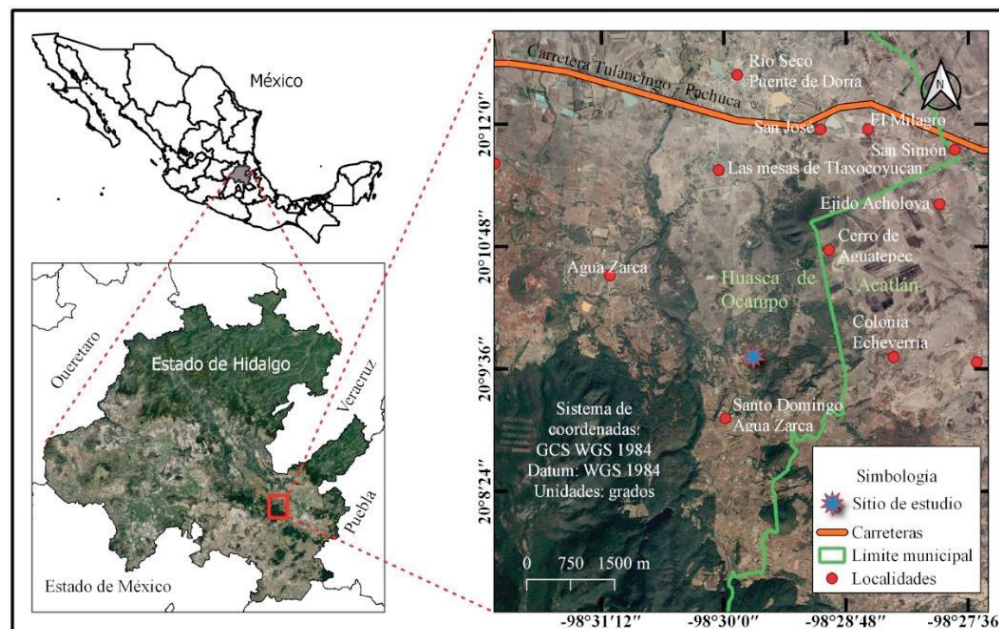 México
Estado de Hidalgo
Queretaro
Veracruz
Puebla
Estado de México
Carretera Tulancingo - Pachuca
Río Seco
Puente de Doria
San José
El Milagro
San Simón
Las mesas de Tlaxocoyucan
Ejido Acholoya
Cerro de
Aguatepec
Agua Zarca
Huasca de
Ocampo
Acatlán
Colonia
Echeverría
Santo Domingo
Agua Zarca
Sistema de
coordenadas:
GCS WGS 1984
Datum: WGS 1984
Unidades: grados
0 750 1500 m
Simbología
Sitio de estudio
Carreteras
Límite municipal
Localidades
20°12′0″
20°10′48″
20°9′36″
20°8′24″
-98°31′12″ -98°30′0″ -98°28′48″ -98°27′36
N